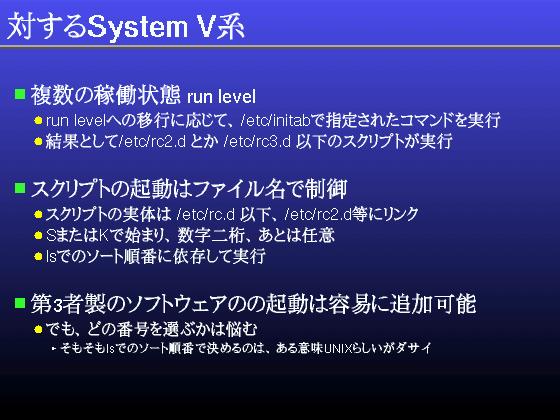 対するSystem V系
複数の稼働状態 run level
run levelへの移行に応じて、/etc/initabで指定されたコマンドを実行
結果として/etc/rc2.d とか /etc/rc3.d 以下のスクリプトが実行
スクリプトの起動はファイル名で制御
スクリプトの実体は /etc/rc.d 以下、/etc/rc2.d等にリンク
SまたはKで始まり、数字二桁、あとは任意
lsでのソート順番に依存して実行
第3者製のソフトウェアのの起動は容易に追加可能
でも、どの番号を選ぶかは悩む
そもそもlsでのソート順番で決めるのは、ある意味UNIXらしいがダサイ